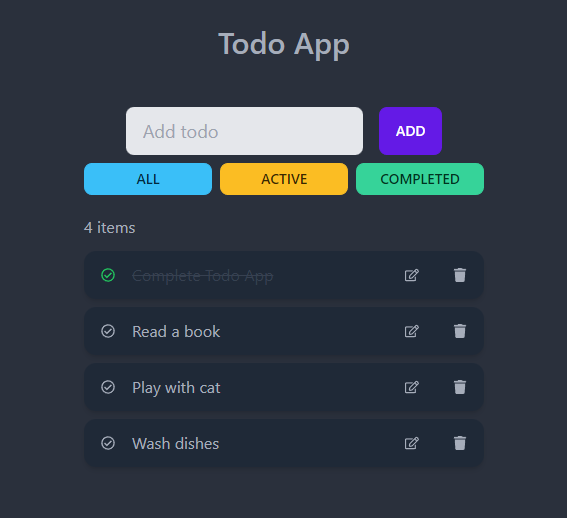 Todo App
Add todo ADD
ALL ACTIVE COMPLETED
4 items
Complete Todo App
Read a book
Play with cat
Wash dishes